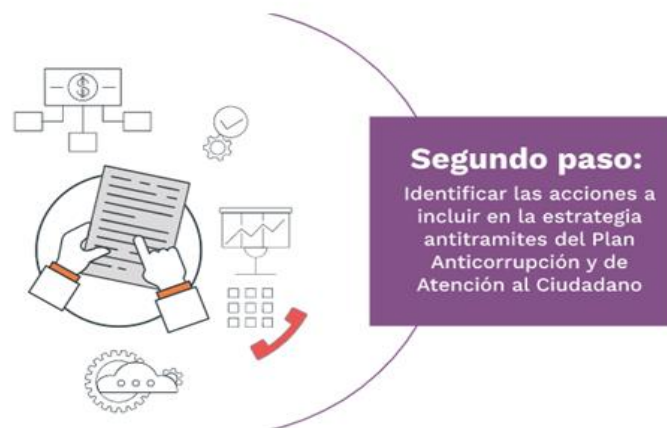 Segundo paso:
Identificar las acciones a
incluir en la estrategia
antitramites del Plan
Anticorrupción y de
Atención al Ciudadano